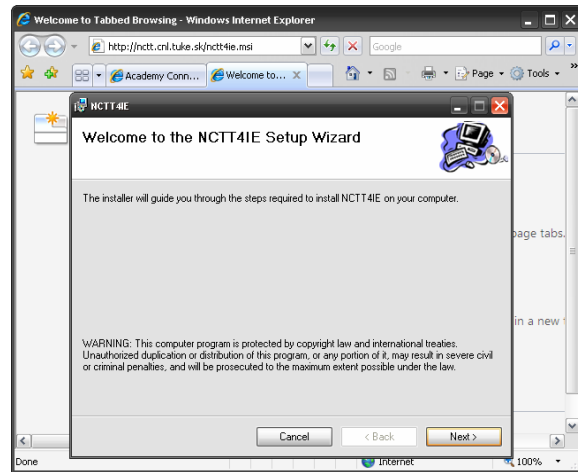 Welcome to Tabbed Browsing - Windows Internet Explorer
http://nctt.cnl.tuke.sk/nctt4ie.msi
Google
Academy Conn...
Welcome to...
Page
Tools
»
NCTT4IE
Welcome to the NCTT4IE Setup Wizard
The installer will guide you through the steps required to install NCTT4IE on your computer.
page tabs.
in a new
WARNING: This computer program is protected by copyright law and international treaties.
Unauthorized duplication or distribution of this program, or any portion of it, may result in severe civil
or criminal penalties, and will be prosecuted to the maximum extent possible under the law.
Cancel
< Back
Next >
Done
Internet
100%